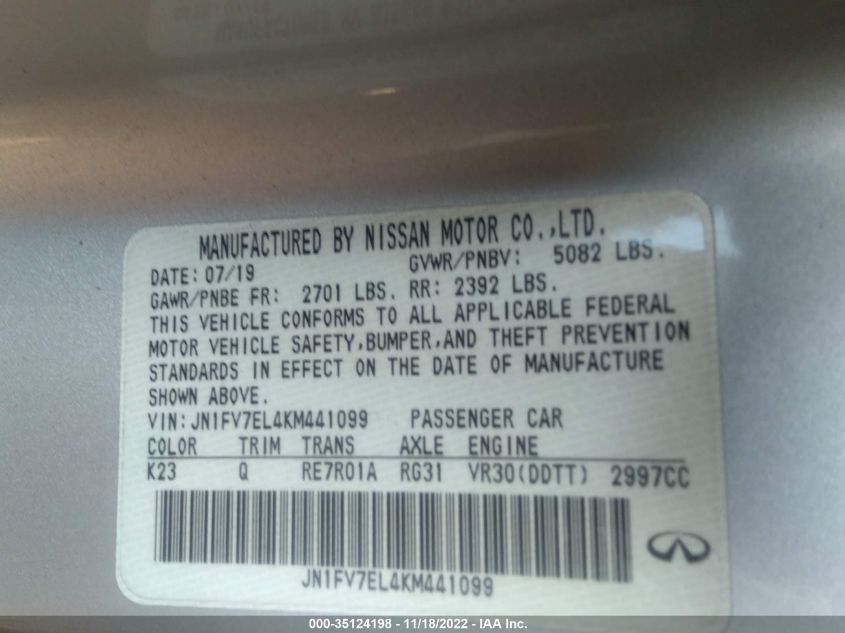 MANUFACTURED BY NISSAN MOTOR CO.,LTD.
DATE: 07/19 GVWR/PNBV: 5082 LBS.
GAWR/PNBE FR: 2701 LBS. RR: 2392 LBS.
THIS VEHICLE CONFORMS TO ALL APPLICABLE FEDERAL
MOTOR VEHICLE SAFETY,BUMPER,AND THEFT PREVENTION
STANDARDS IN EFFECT ON THE DATE OF MANUFACTURE
SHOWN ABOVE.
VIN: JN1FV7EL4KM441099 PASSENGER CAR
COLOR TRIM TRANS AXLE ENGINE
K23 Q RE7R01A RG31 VR30(DDTT) 2997CC
JN1FV7EL4KM441099
000-35124198 - 11/18/2022 - IAA Inc.